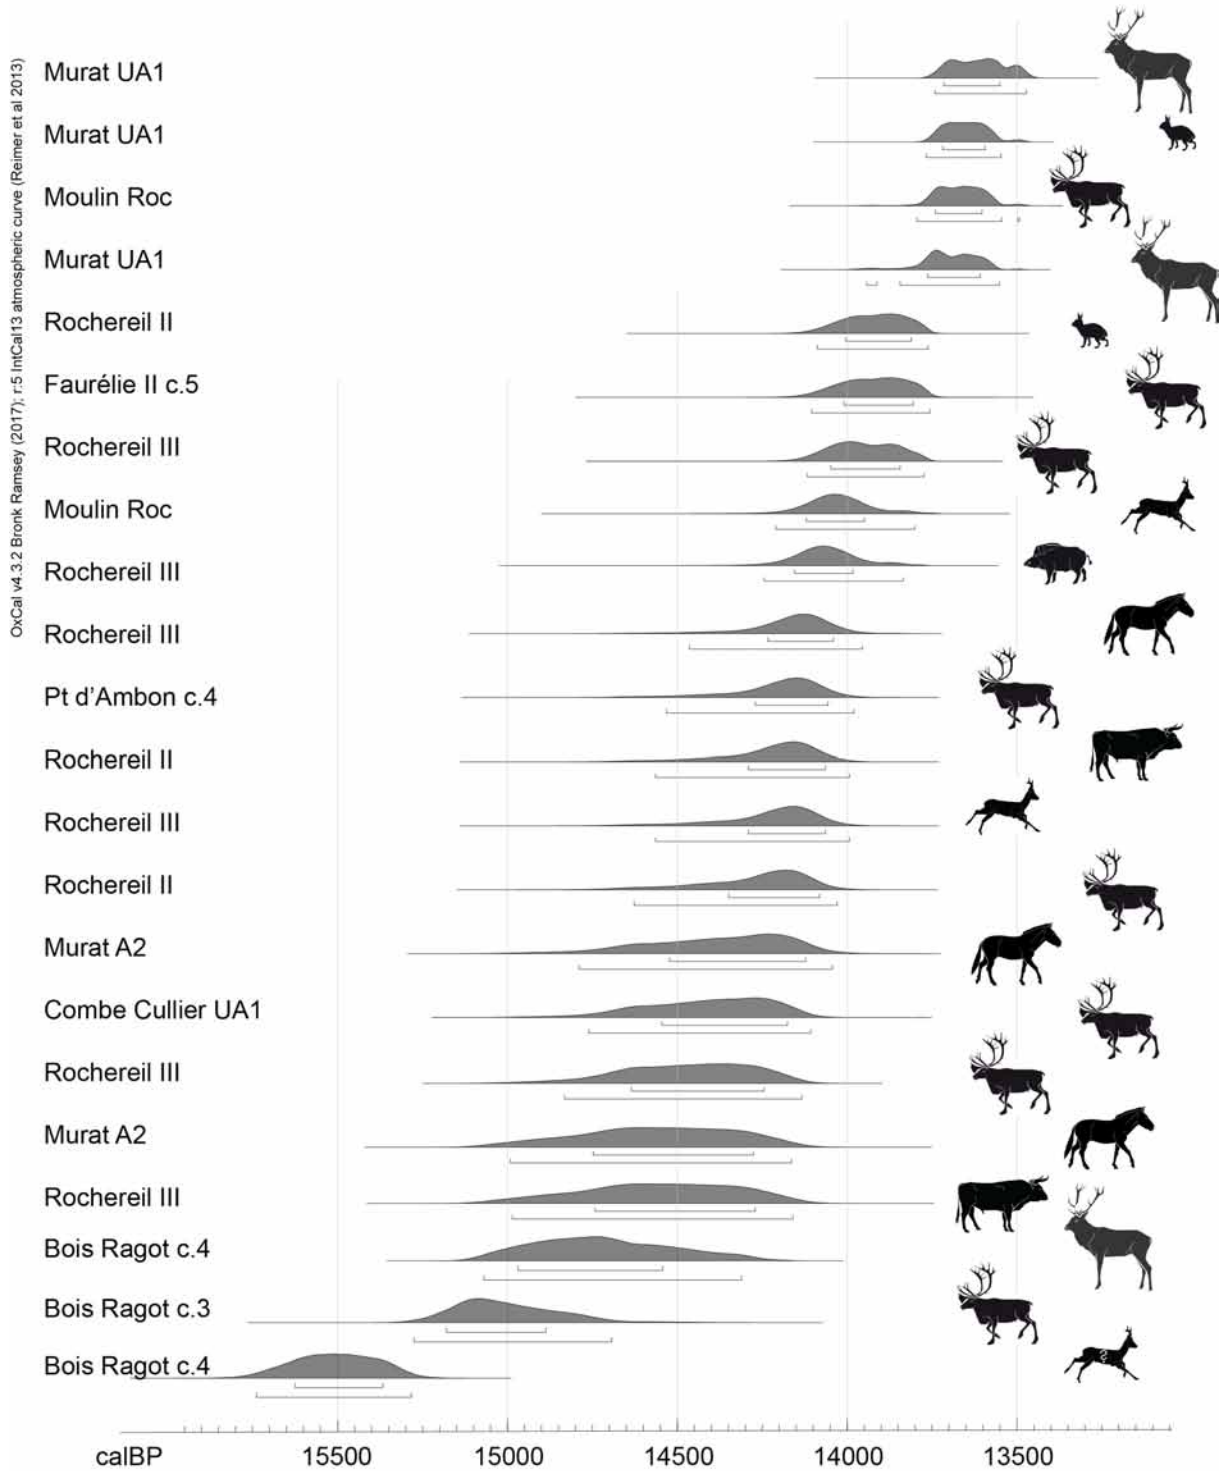 OxCal v4.3.2 Bronk Ramsey (2017); r:5 IntCal13 atmospheric curve (Reimer et al 2013)
Murat UA1
Murat UA1
Moulin Roc
Murat UA1
Rochereil II
Faurélie II c.5
Rochereil III
Moulin Roc
Rochereil III
Rochereil III
Pt d'Ambon c.4
Rochereil II
Rochereil III
Rochereil II
Murat A2
Combe Cullier UA1
Rochereil III
Murat A2
Rochereil III
Bois Ragot c.4
Bois Ragot c.3
Bois Ragot c.4
calBP 15500 15000 14500 14000 13500